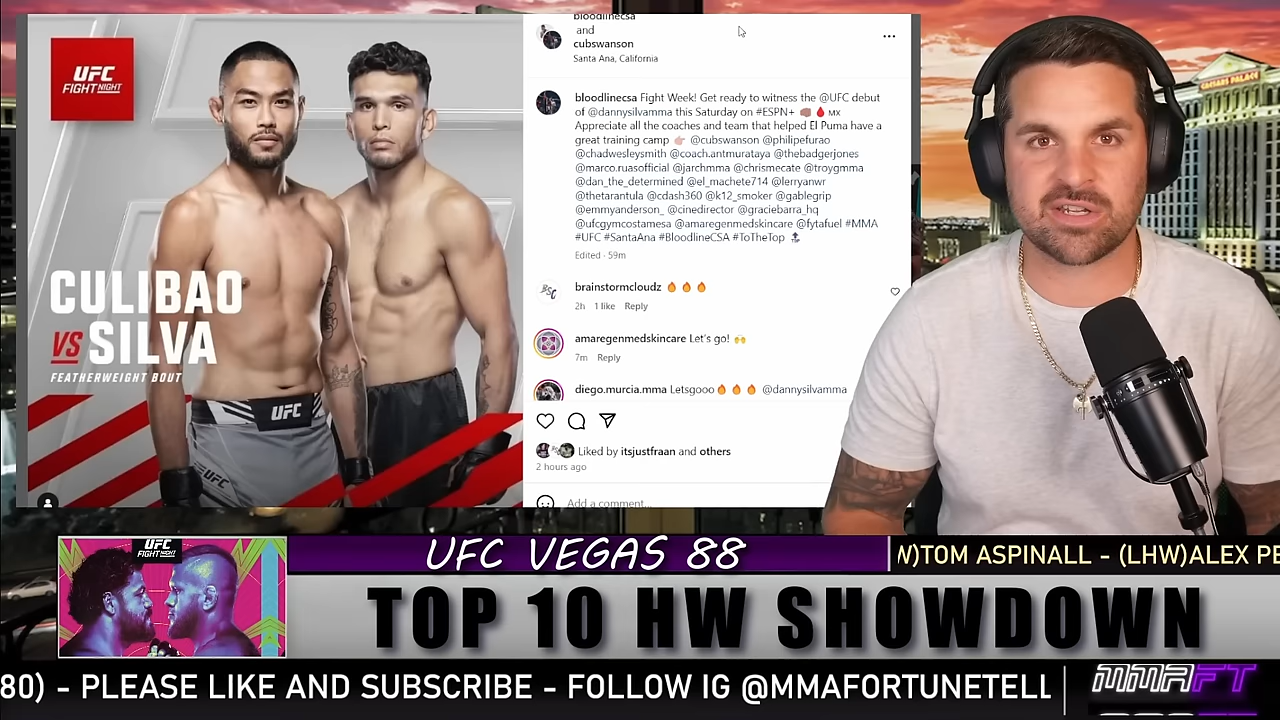 UFC
FIGHT NIGHT
CULIBAO
VS SILVA
FEATHERWEIGHT BOUT
UFC
UFC
bloodlinecsa
and
cubswanson
Santa Ana, California
bloodlinecsa Fight Week! Get ready to witness the @UFC debut
of @dannysilvamma this Saturday on #ESPN+ 👊🏽🩸🇲🇽
Appreciate all the coaches and team that helped El Puma have a
great training camp 👉🏻 @cubswanson @philipefurao
@chadwesleysmith @coach.antmurataya @thebadgerjones
@marco.ruasofficial @jarchmma @chrismecate @troygmma
@dan_the_determined @el_machete714 @lerryanwr
@thetarantula @cdash360 @k12_smoker @gablegrip
@emmyanderson_ @cinedirector @graciebarra_hq
@ufcgymcostamesa @amaregenmedskincare @fytafuel #MMA
#UFC #SantaAna #BloodlineCSA #ToTheTop 🔝
Edited · 59m
brainstormcloudz 🔥 🔥 🔥
2h 1 like Reply
amaregenmedskincare Let's go! 🙌
7m Reply
diego.murcia.mma Letsgooo🔥 🔥 🔥 @dannysilvamma
Liked by itsjustfraan and others
2 hours ago
Add a comment...
CAESARS PALACE
UFC
FIGHT NIGHT
UFC VEGAS 88
W)TOM ASPINALL - (LHW)ALEX PE
TOP 10 HW SHOWDOWN
80) - PLEASE LIKE AND SUBSCRIBE - FOLLOW IG @MMAFORTUNETELL
MMAFT